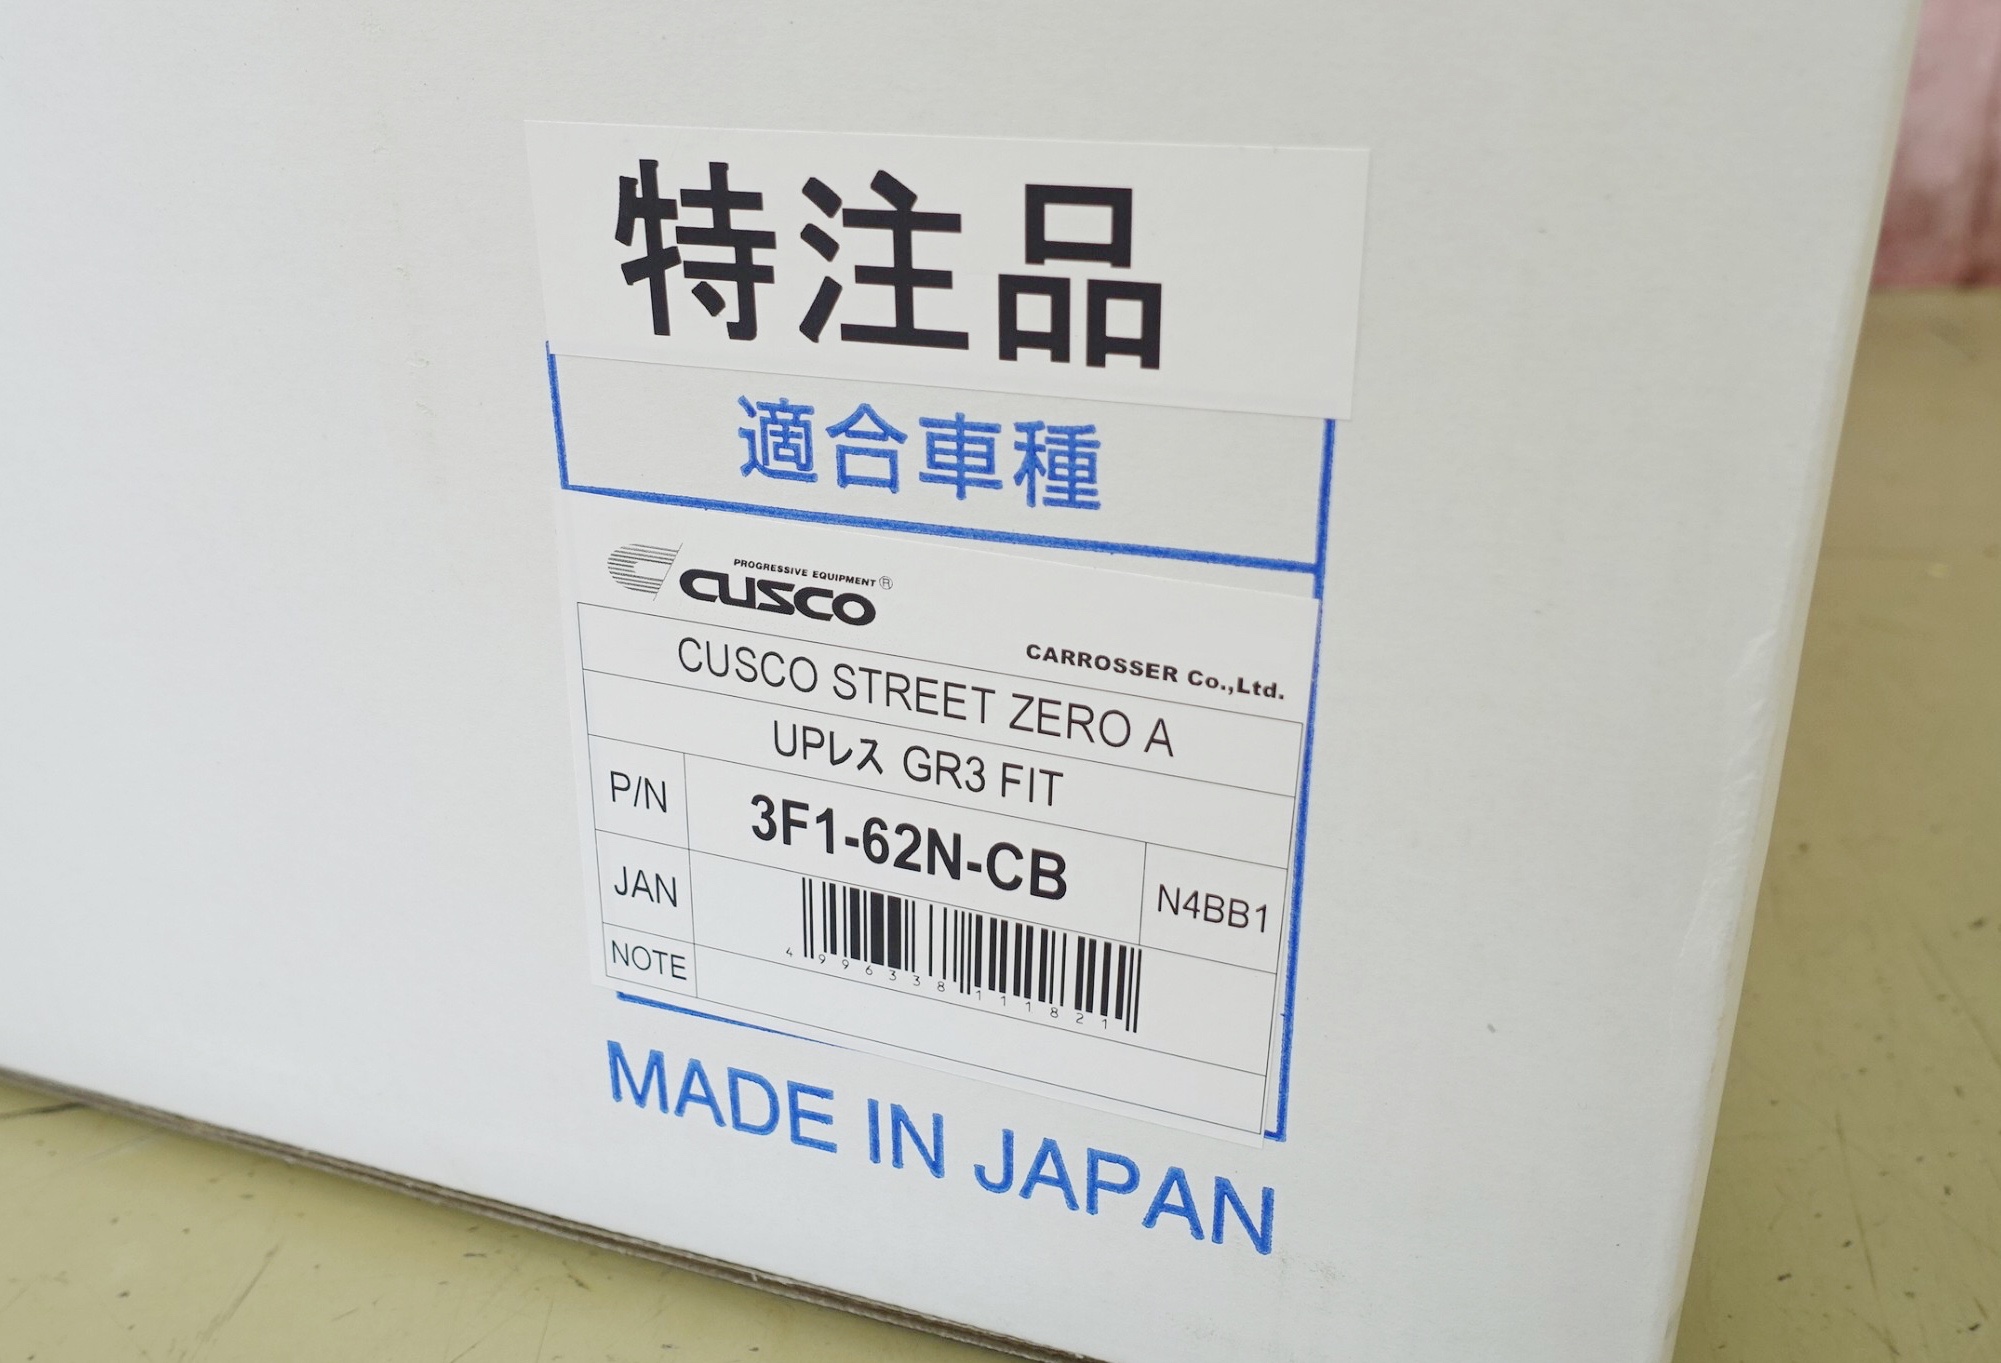 特注品
適合車種
PROGRESSIVE EQUIPMENT®
CUSCO
CARROSSER Co.,Ltd.
CUSCO STREET ZERO A
UPレス GR3 FIT
P/N 3F1-62N-CB N4BB1
JAN
4996338111821
NOTE
MADE IN JAPAN